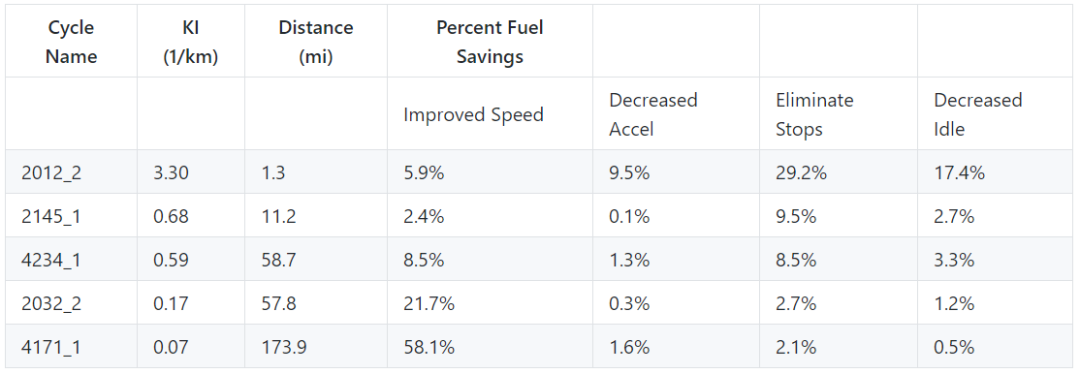 Cycle Name KI (1/km) Distance (mi) Percent Fuel Savings
Improved Speed Decreased Accel Eliminate Stops Decreased Idle
2012_2 3.30 1.3 5.9% 9.5% 29.2% 17.4%
2145_1 0.68 11.2 2.4% 0.1% 9.5% 2.7%
4234_1 0.59 58.7 8.5% 1.3% 8.5% 3.3%
2032_2 0.17 57.8 21.7% 0.3% 2.7% 1.2%
4171_1 0.07 173.9 58.1% 1.6% 2.1% 0.5%